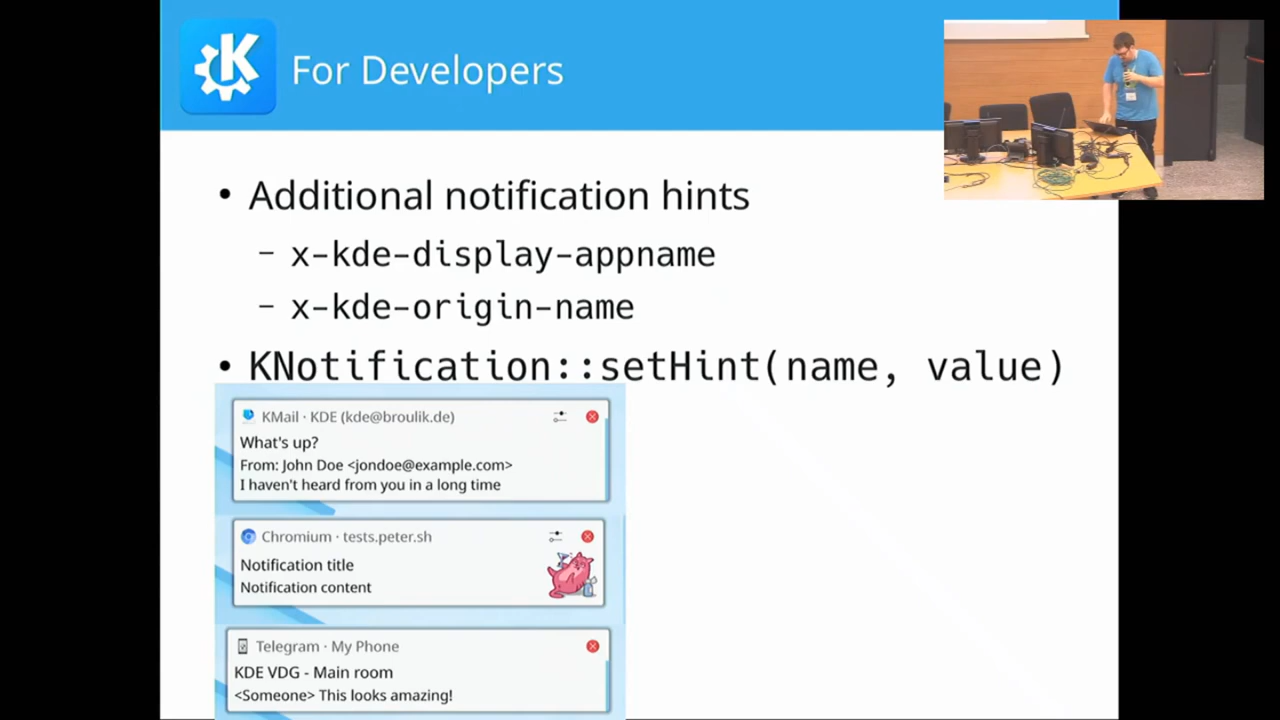 For Developers
• Additional notification hints
– x-kde-display-appname
– x-kde-origin-name
• KNotification::setHint(name, value)
KMail · KDE (kde@broulik.de)
What's up?
From: John Doe <jondoe@example.com>
I haven't heard from you in a long time
Chromium · tests.peter.sh
Notification title
Notification content
Telegram · My Phone
KDE VDG - Main room
<Someone> This looks amazing!